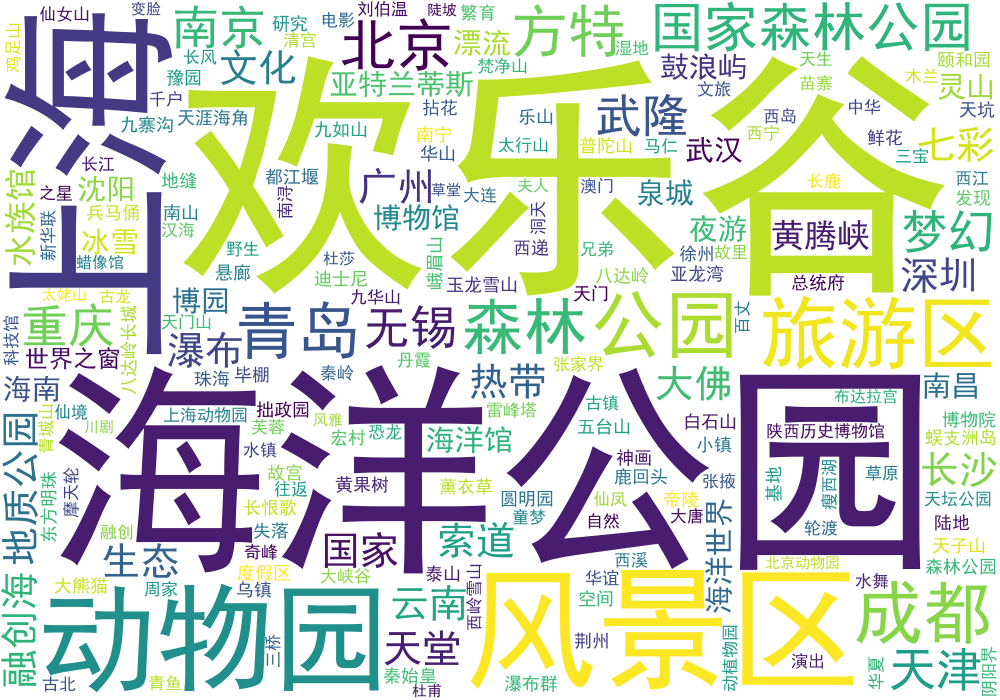 仙女山
变脸
刘伯温
陡坡
繁育
方特
国家森林公园
南京
研究
电影
清宫
北京
漂流
湿地
鸡足山
上海
欢乐谷
长风
文化
豫园
千户
亚特兰蒂斯
梵净山
鼓浪屿
天生
苗寨
颐和园
木兰
灵山
天坑
文旅
九寨沟
天涯海角
九如山
拈花
乐山
武隆
西岛
中华
南宁
西宁
鲜花
七彩
长江
华山
太行山
普陀山
马仁
武汉
三宝
水族馆
沈阳
地缝
都江堰
广州
草堂
大连
夫人
澳门
泉城
长鹿
西江
发现
之星
兵马俑
南山
南浔
博物馆
洞天
夜游
故里
黄腾峡
梦幻
新华联
冰雪
汉海
野生
杜莎
峨眉山
西递
兄弟
徐州
蜡像馆
悬廊
迪士尼
玉龙雪山
八达岭
亚龙湾
总统府
深圳
太姥山
古龙
博园
九华山
天门
百丈
科技馆
重庆
八达岭长城
天门山
青岛
无锡
森林
公园
旅游区
世界之窗
瀑布
丹霞
张家界
海南
珠海
毕棚
秦岭
热带
大佛
南昌
青城山
仙境
上海动物园
拙政园
风雅
雷峰塔
古镇
布达拉宫
川剧
芙蓉
宏村
恐龙
海洋馆
五台山
白石山
小镇
陕西历史博物馆
博物院
蜈支洲岛
地质公园
海洋公园
水镇
神画
鹿回头
张掖
基地
瘦西湖
草原
长沙
东方明珠
摩天轮
故宫
往返
黄果树
薰衣草
圆明园
仙凤
帝陵
天坛公园
长恨歌
童梦
大唐
轮渡
融创
失落
国家
索道
自然
海洋世界
陆地
生态
奇峰
西溪
天子山
融创海
大熊猫
度假区
大峡谷
泰山
西岭雪山
华谊
北京动物园
森林公园
周家
乌镇
空间
水舞
动物园
云南
风景区
成都
三桥
天堂
荆州
动植物园
演出
天津
古北
青鱼
秦始皇
杜甫
瀑布群
华夏
阴阳界